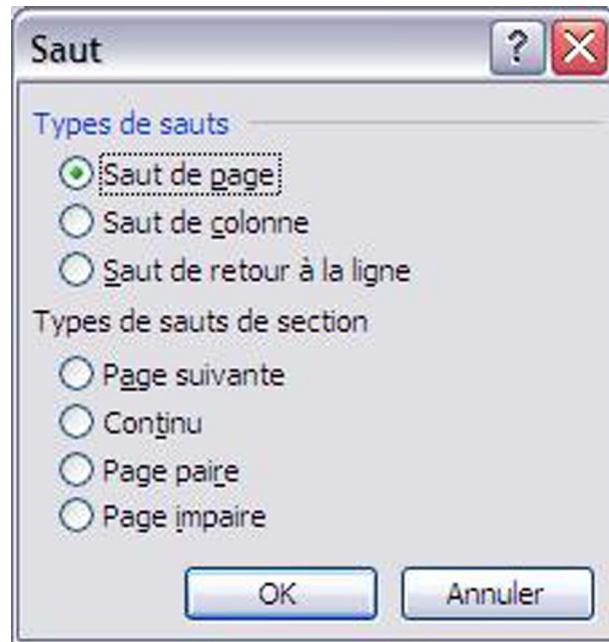 Saut
Types de sauts
Saut de page
Saut de colonne
Saut de retour à la ligne
Types de sauts de section
Page suivante
Continu
Page paire
Page impaire
OK Annuler